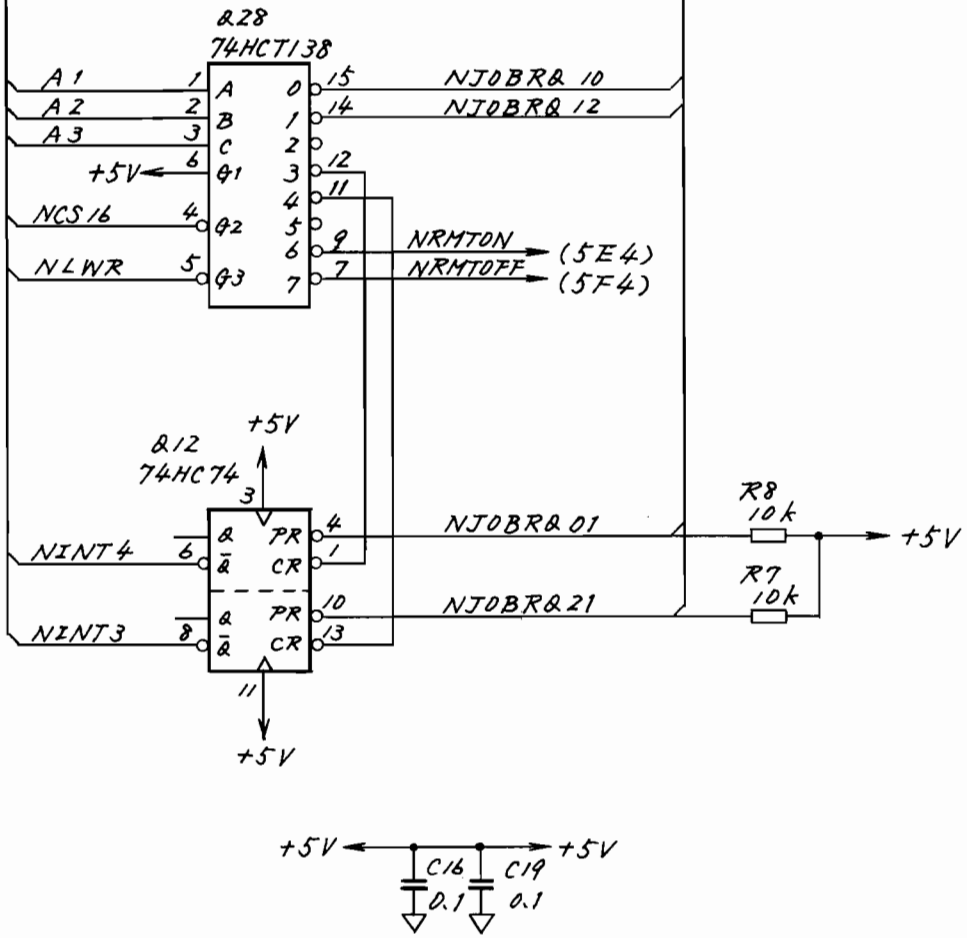 Q28
74HCT138
A1 1 A 0 15 NJOBRQ 10
A2 2 B 1 14 NJOBRQ 12
A3 3 C 2
+5V 6 G1 3 12
4 11
NCS16 4 G2 5
6 9 NRMTON (5E4)
NLWR 5 G3 7 7 NRMTOFF (5F4)
+5V
Q12
74HC74
3
Q PR 4 NJOBRQ 01 R8 10k +5V
NINT4 6 Q̅ CR 1
Q PR 10 NJOBRQ 21 R7 10k
NINT3 8 Q̅ CR 13
11
+5V
+5V +5V
C16 C19
0.1 0.1